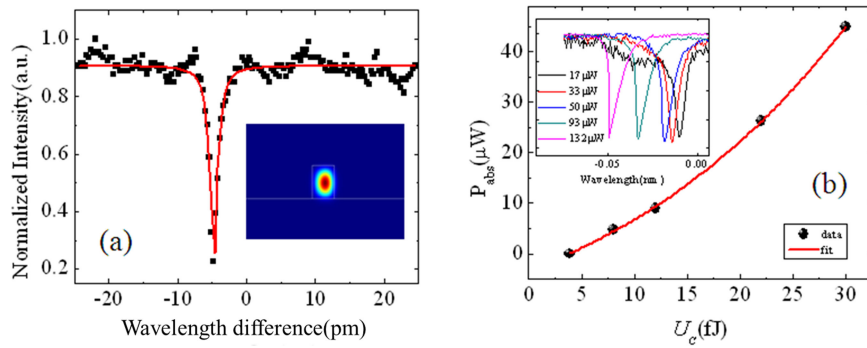 Normalized Intensity(a.u.)
1.0
0.8
0.6
0.4
0.2
-20
-10
0
10
20
Wavelength difference(pm)
(a)
P_abs(μW)
40
30
20
10
0
0
5
10
15
20
25
30
U_c(fJ)
(b)
17 μW
33 μW
50 μW
93 μW
132 μW
-0.05
0.00
Wavelength(nm)
data
fit